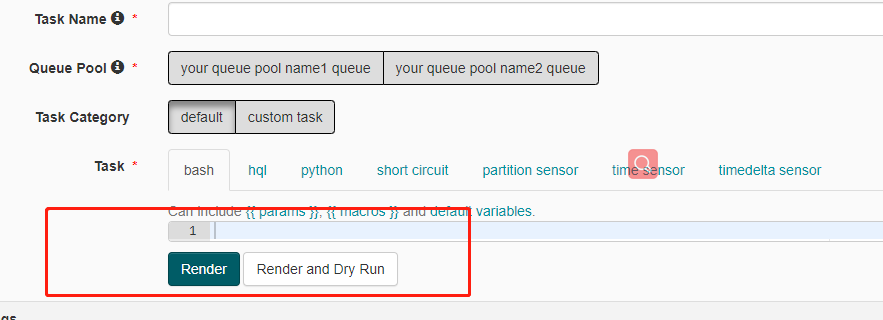 Task Name *
Queue Pool * your queue pool name1 queue your queue pool name2 queue
Task Category default custom task
Task * bash hql python short circuit partition sensor time sensor timedelta sensor
Can include {{ params }}, {{ macros }} and default variables.
1
Render Render and Dry Run
gs